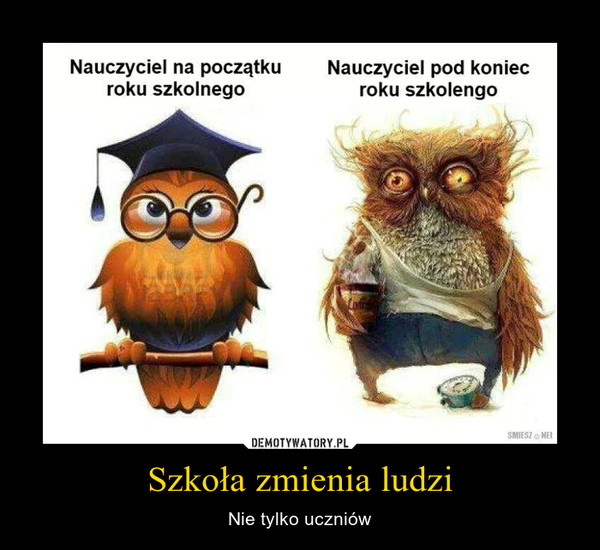 Nauczyciel na początku
roku szkolnego
Nauczyciel pod koniec
roku szkolengo
DEMOTYWATORY.PL
Szkoła zmienia ludzi
Nie tylko uczniów